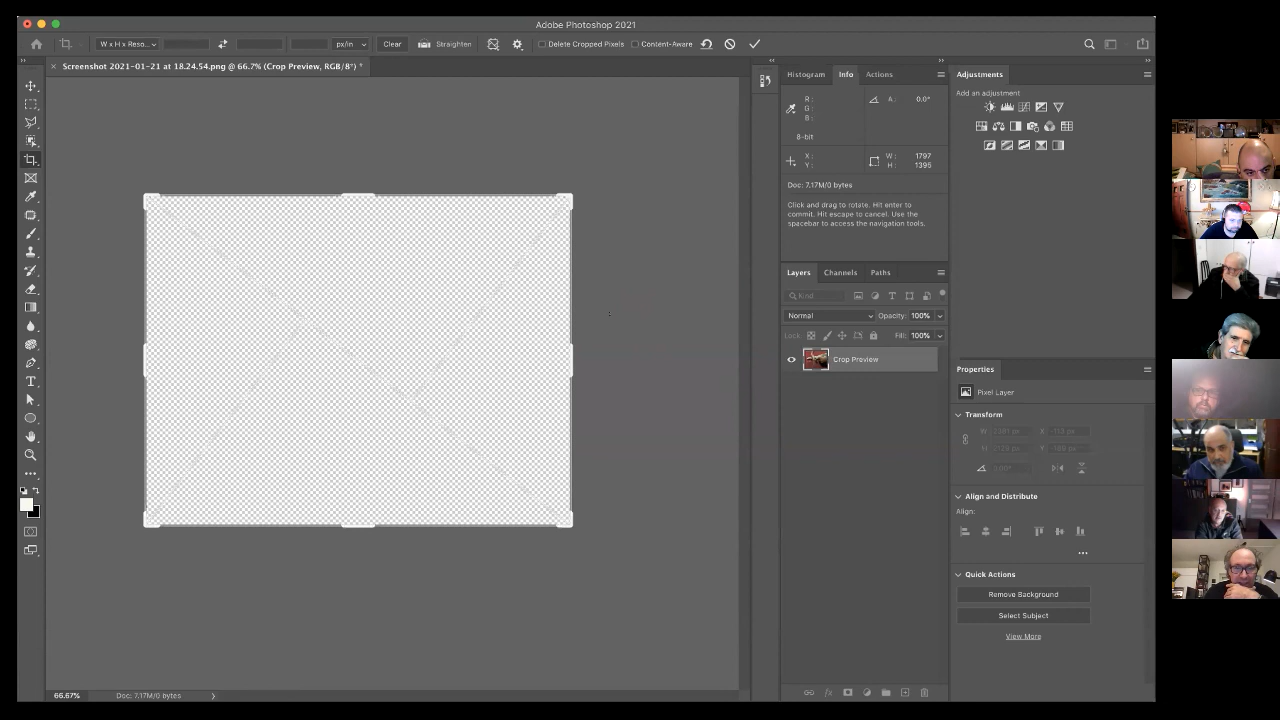 Adobe Photoshop 2021
W x H x Reso...
px/in
Clear
Straighten
Delete Cropped Pixels
Content-Aware
Screenshot 2021-01-21 at 18.24.54.png @ 66.7% (Crop Preview, RGB/8*) *
Histogram
Info
Actions
R:
G:
B:
A:
0.0°
8-bit
X:
Y:
W: 1797
H: 1395
Doc: 7.17M/0 bytes
Click and drag to rotate. Hit enter to
commit. Hit escape to cancel. Use the
spacebar to access the navigation tools.
Layers
Channels
Paths
Kind
Normal
Opacity: 100%
Lock:
Fill: 100%
Crop Preview
Adjustments
Add an adjustment
Properties
Pixel Layer
Transform
W
X
H
Y
0.00°
Align and Distribute
Align:
Quick Actions
Remove Background
Select Subject
View More
66.67%
Doc: 7.17M/0 bytes